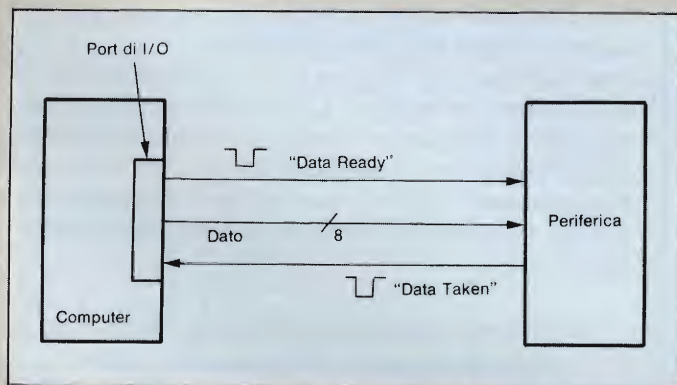 Port di I/O
"Data Ready"
Dato
8
Periferica
"Data Taken"
Computer